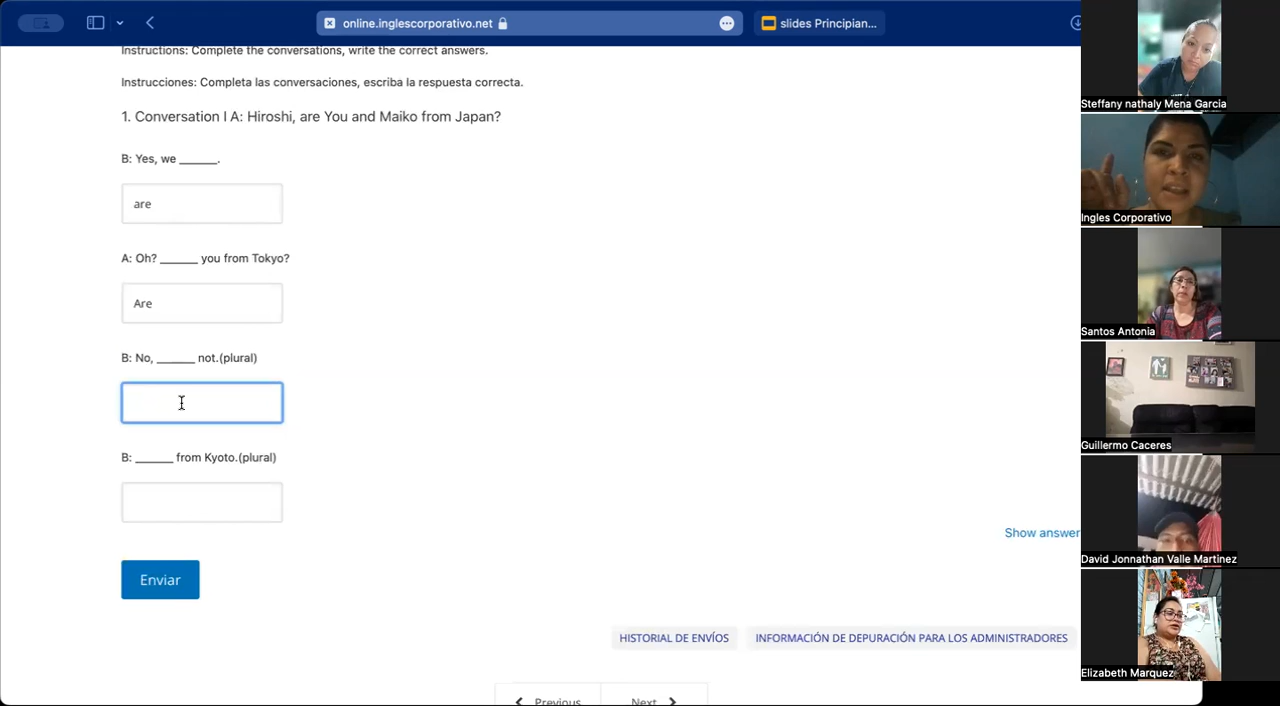 online.inglescorporativo.net
slides Principian...
Instructions: Complete the conversations, write the correct answers.
Instrucciones: Completa las conversaciones, escriba la respuesta correcta.
1. Conversation I A: Hiroshi, are You and Maiko from Japan?
B: Yes, we ______.
are
A: Oh? ______ you from Tokyo?
Are
B: No, ______ not.(plural)
B: ______ from Kyoto.(plural)
Show answer
Enviar
HISTORIAL DE ENVÍOS
INFORMACIÓN DE DEPURACIÓN PARA LOS ADMINISTRADORES
Previous
Next
Steffany nathaly Mena Garcia
Ingles Corporativo
Santos Antonia
Guillermo Caceres
David Jonnathan Valle Martinez
Elizabeth Marquez